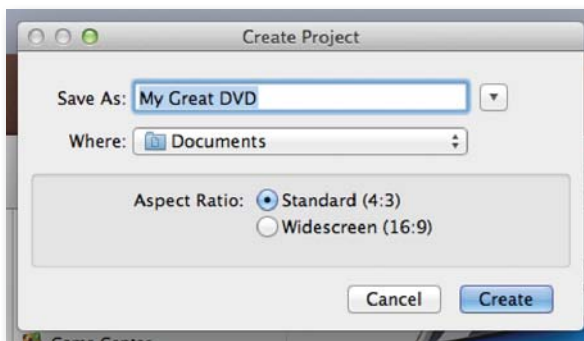 Create Project
Save As: My Great DVD
Where: Documents
Aspect Ratio: Standard (4:3)
Widescreen (16:9)
Cancel Create
Game Center